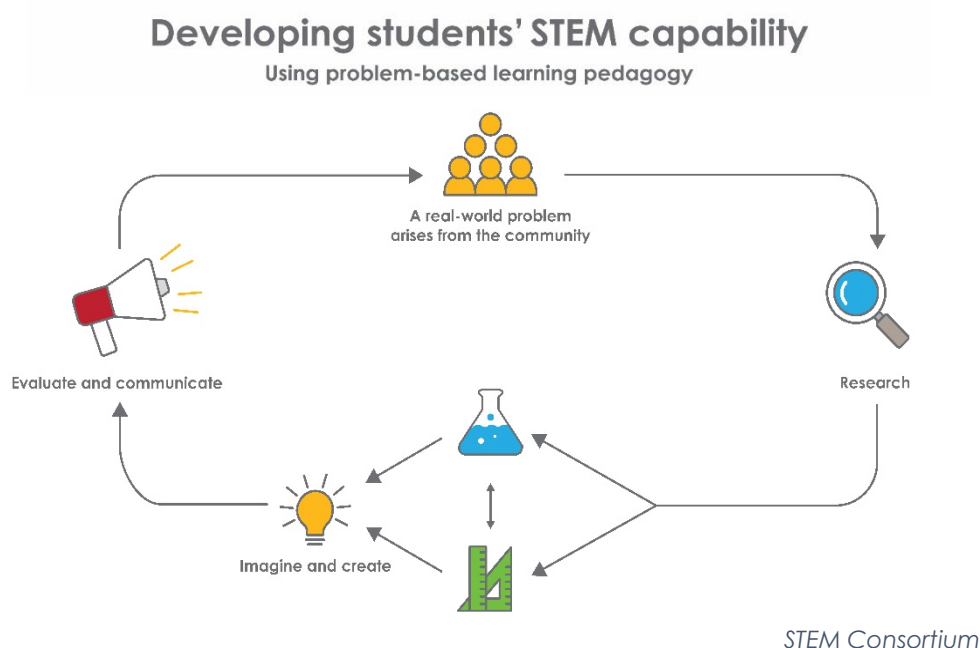 Developing students' STEM capability
Using problem-based learning pedagogy
A real-world problem
arises from the community
Evaluate and communicate
Research
Imagine and create
STEM Consortium